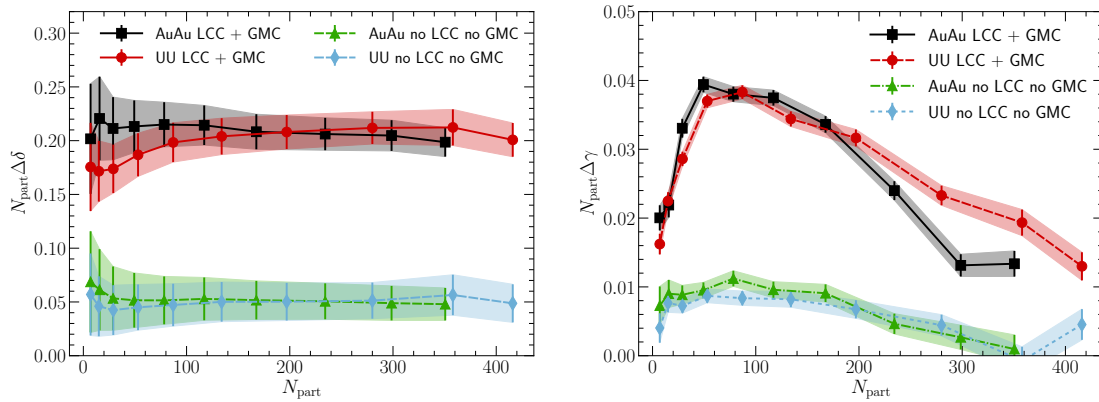 0.30
0.25
0.20
0.15
0.10
0.05
0.00
N_part Δδ
AuAu LCC + GMC
UU LCC + GMC
AuAu no LCC no GMC
UU no LCC no GMC
0 100 200 300 400
N_part
0.05
0.04
0.03
0.02
0.01
0.00
N_part Δγ
AuAu LCC + GMC
UU LCC + GMC
AuAu no LCC no GMC
UU no LCC no GMC
0 100 200 300 400
N_part